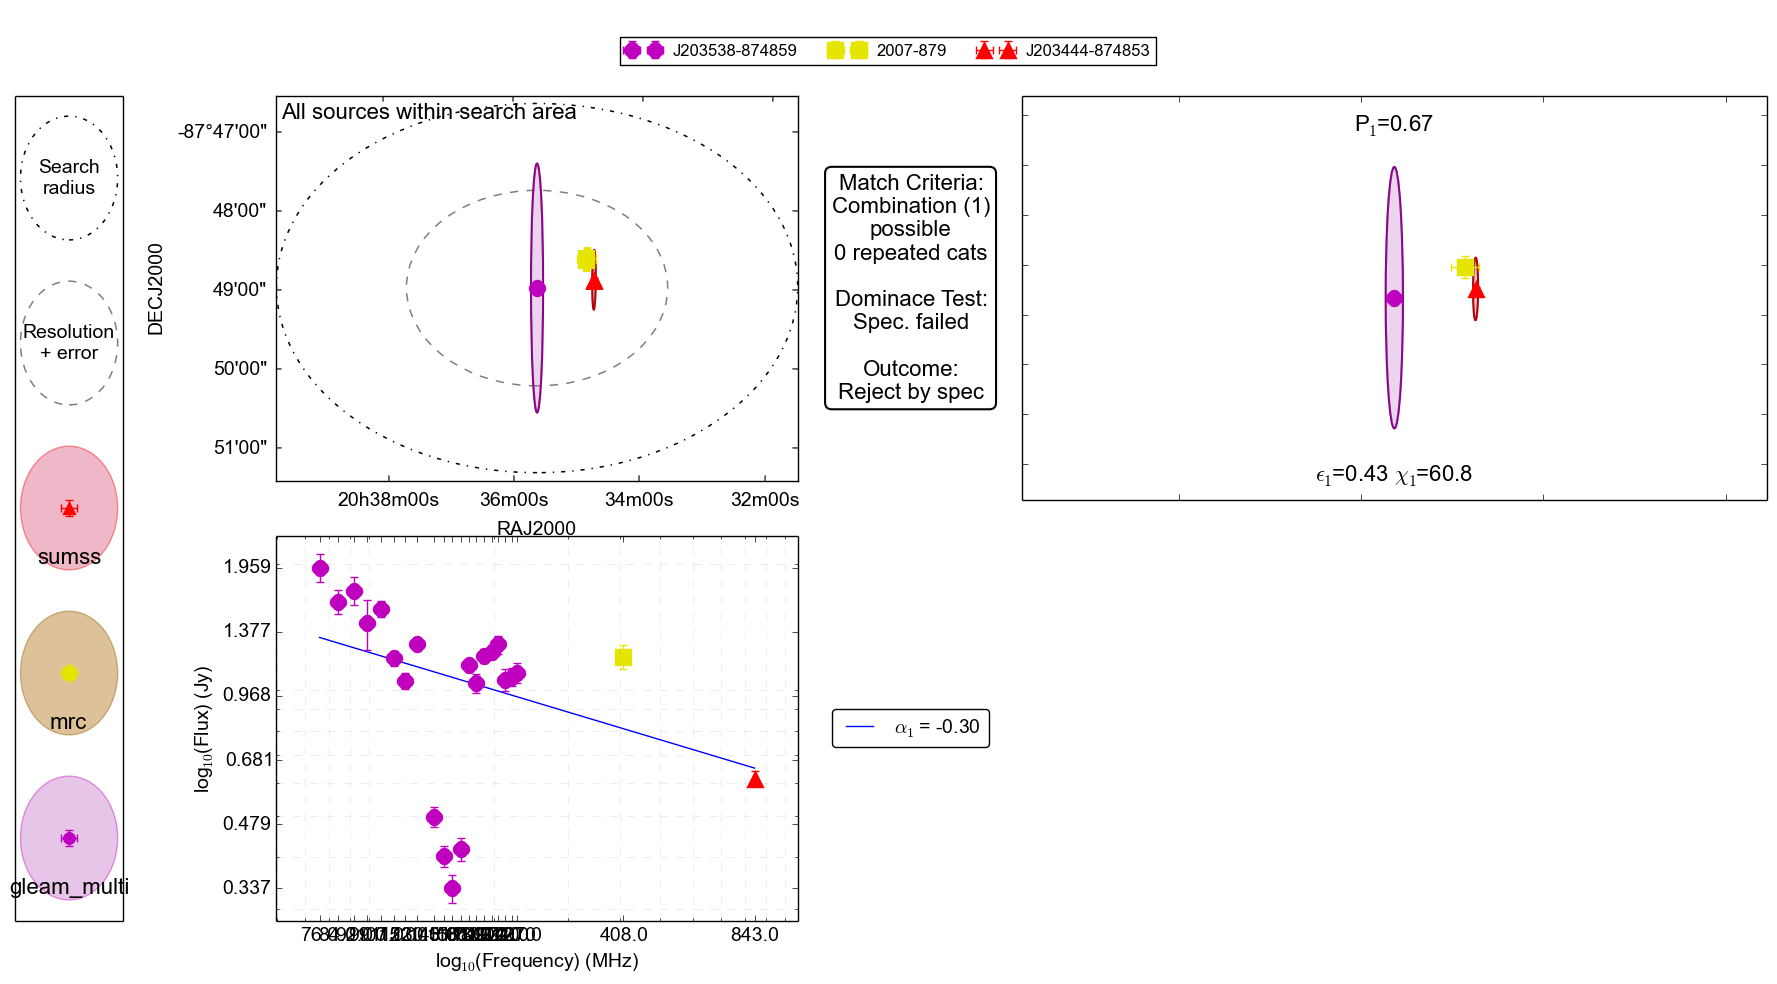 J203538-874859
2007-879
J203444-874853
Search
radius
Resolution
+ error
sumss
mrc
gleam_multi
All sources within search area
DECJ2000
-87°47'00"
48'00"
49'00"
50'00"
51'00"
20h38m00s
36m00s
34m00s
32m00s
RAJ2000
Match Criteria:
Combination (1)
possible
0 repeated cats
Dominace Test:
Spec. failed
Outcome:
Reject by spec
P1=0.67
ϵ1=0.43 χ1=60.8
log10(Flux) (Jy)
1.959
1.377
0.968
0.681
0.479
0.337
408.0
843.0
log10(Frequency) (MHz)
α1 = -0.30